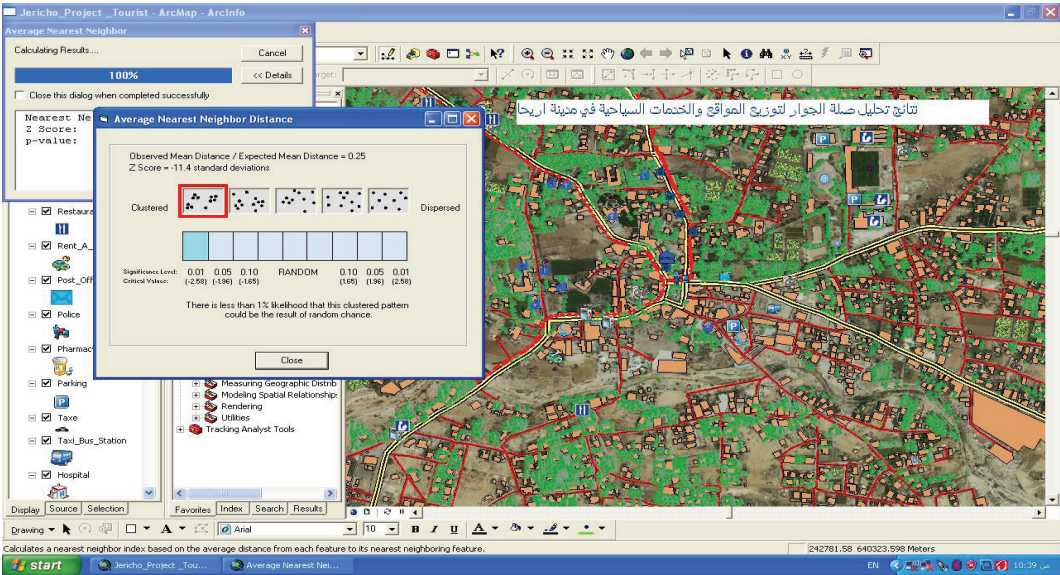 Jericho_Project _Tourist - ArcMap - ArcInfo
Average Nearest Neighbor
Calculating Results....
Cancel
100%
<< Details
Close this dialog when completed successfully
Nearest Ne
Z Score:
p-value:
Average Nearest Neighbor Distance
Observed Mean Distance / Expected Mean Distance = 0.25
Z Score = -11.4 standard deviations
Clustered
Dispersed
Significance Level: 0.01 0.05 0.10 RANDOM 0.10 0.05 0.01
Critical Values: (-2.58) (-1.96) (-1.65) (1.65) (1.96) (2.58)
There is less than 1% likelihood that this clustered pattern
could be the result of random chance.
Close
نتائج تحليل صلة الجوار لتوزيع المواقع والخدمات السياحية في مدينة اريحا
Restaura
Rent_A_
Post_Off
Police
Pharmac
Parking
Taxe
Taxi_Bus_Station
Hospital
Measuring Geographic Distrib
Modeling Spatial Relationship
Rendering
Utilities
Tracking Analyst Tools
Display Source Selection
Favorites Index Search Results
Drawing
Arial
10
B I U A
Calculates a nearest neighbor index based on the average distance from each feature to its nearest neighboring feature.
242781.58 640323.598 Meters
start
Jericho_Project _Tou...
Average Nearest Nei...
EN
10:39 ص